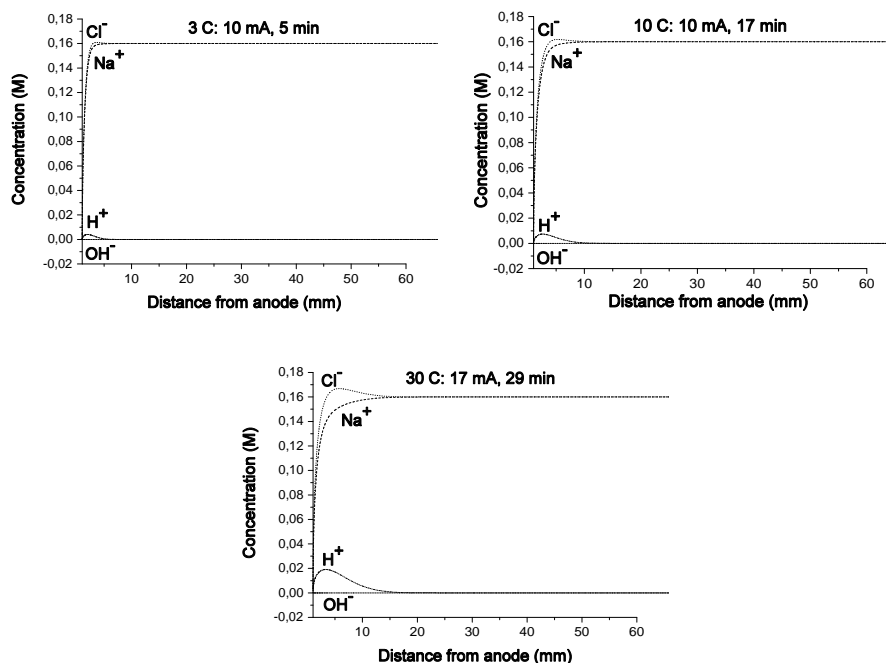 3 C: 10 mA, 5 min
Cl⁻
Na⁺
H⁺
OH⁻
Concentration (M)
0,18
0,16
0,14
0,12
0,10
0,08
0,06
0,04
0,02
0,00
-0,02
10 20 30 40 50 60
Distance from anode (mm)
10 C: 10 mA, 17 min
Cl⁻
Na⁺
H⁺
OH⁻
Concentration (M)
0,18
0,16
0,14
0,12
0,10
0,08
0,06
0,04
0,02
0,00
-0,02
10 20 30 40 50 60
Distance from anode (mm)
30 C: 17 mA, 29 min
Cl⁻
Na⁺
H⁺
OH⁻
Concentration (M)
0,18
0,16
0,14
0,12
0,10
0,08
0,06
0,04
0,02
0,00
-0,02
10 20 30 40 50 60
Distance from anode (mm)